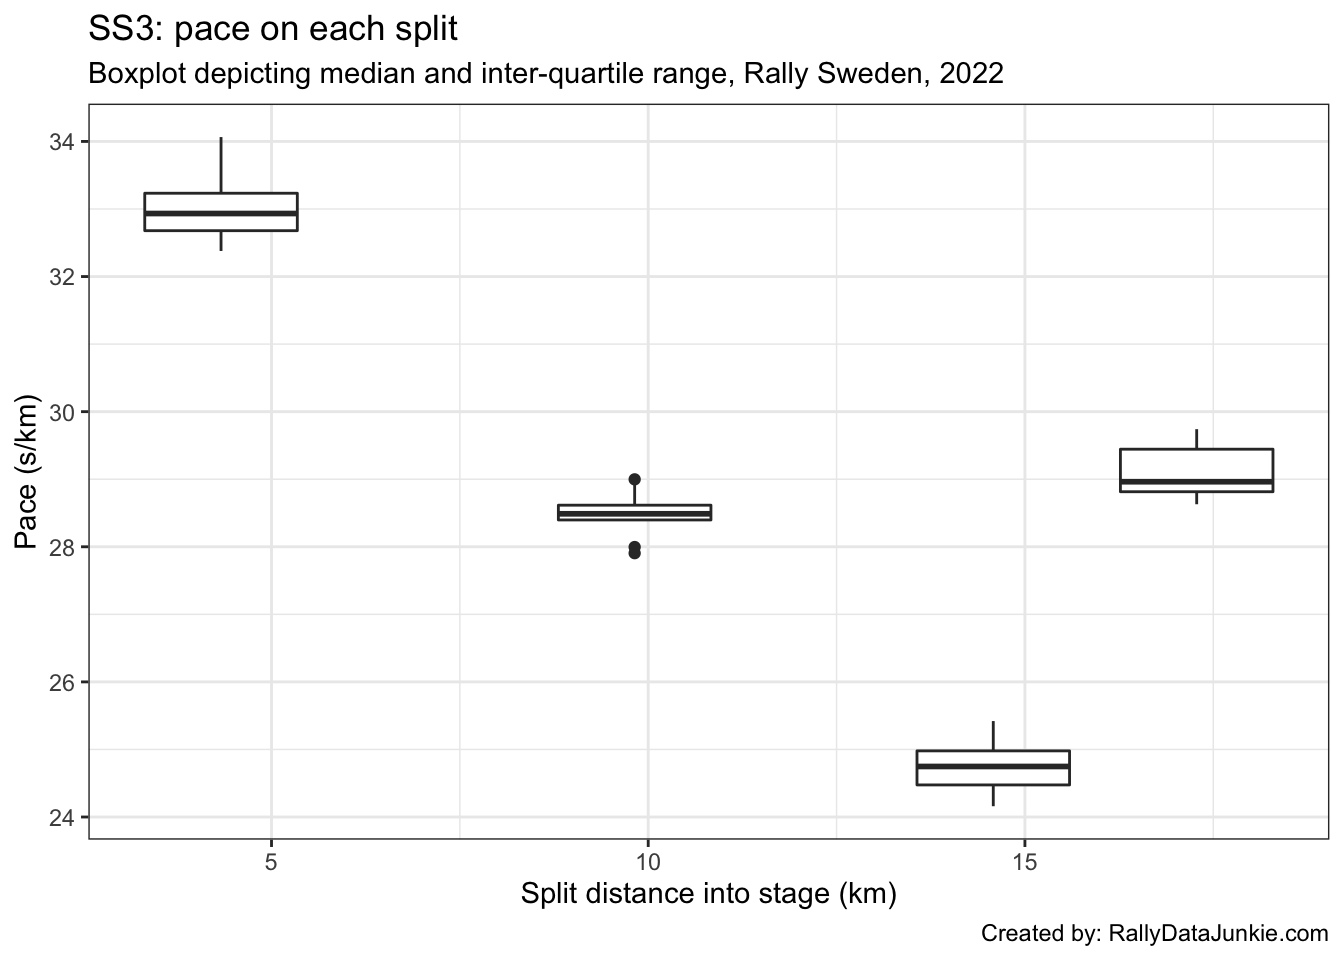 SS3: pace on each split
Boxplot depicting median and inter-quartile range, Rally Sweden, 2022
Pace (s/km)
34
32
30
28
26
24
5 10 15
Split distance into stage (km)
Created by: RallyDataJunkie.com